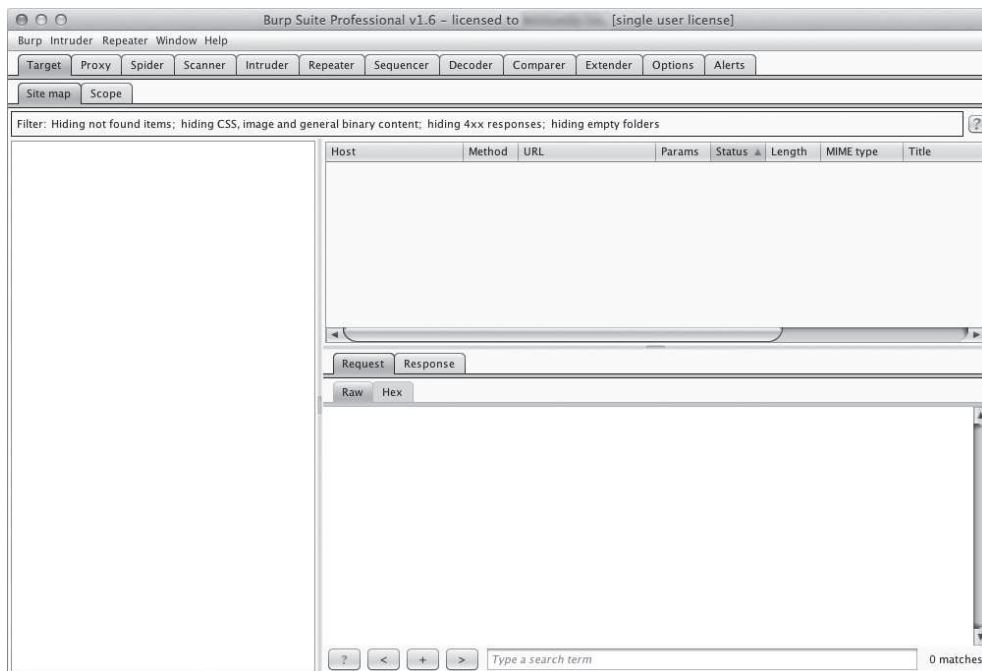 Burp Suite Professional v1.6 – licensed to [single user license]
Burp Intruder Repeater Window Help
Target Proxy Spider Scanner Intruder Repeater Sequencer Decoder Comparer Extender Options Alerts
Site map Scope
Filter: Hiding not found items; hiding CSS, image and general binary content; hiding 4xx responses; hiding empty folders ?
Host Method URL Params Status Length MIME type Title
Request Response
Raw Hex
? < + > Type a search term 0 matches